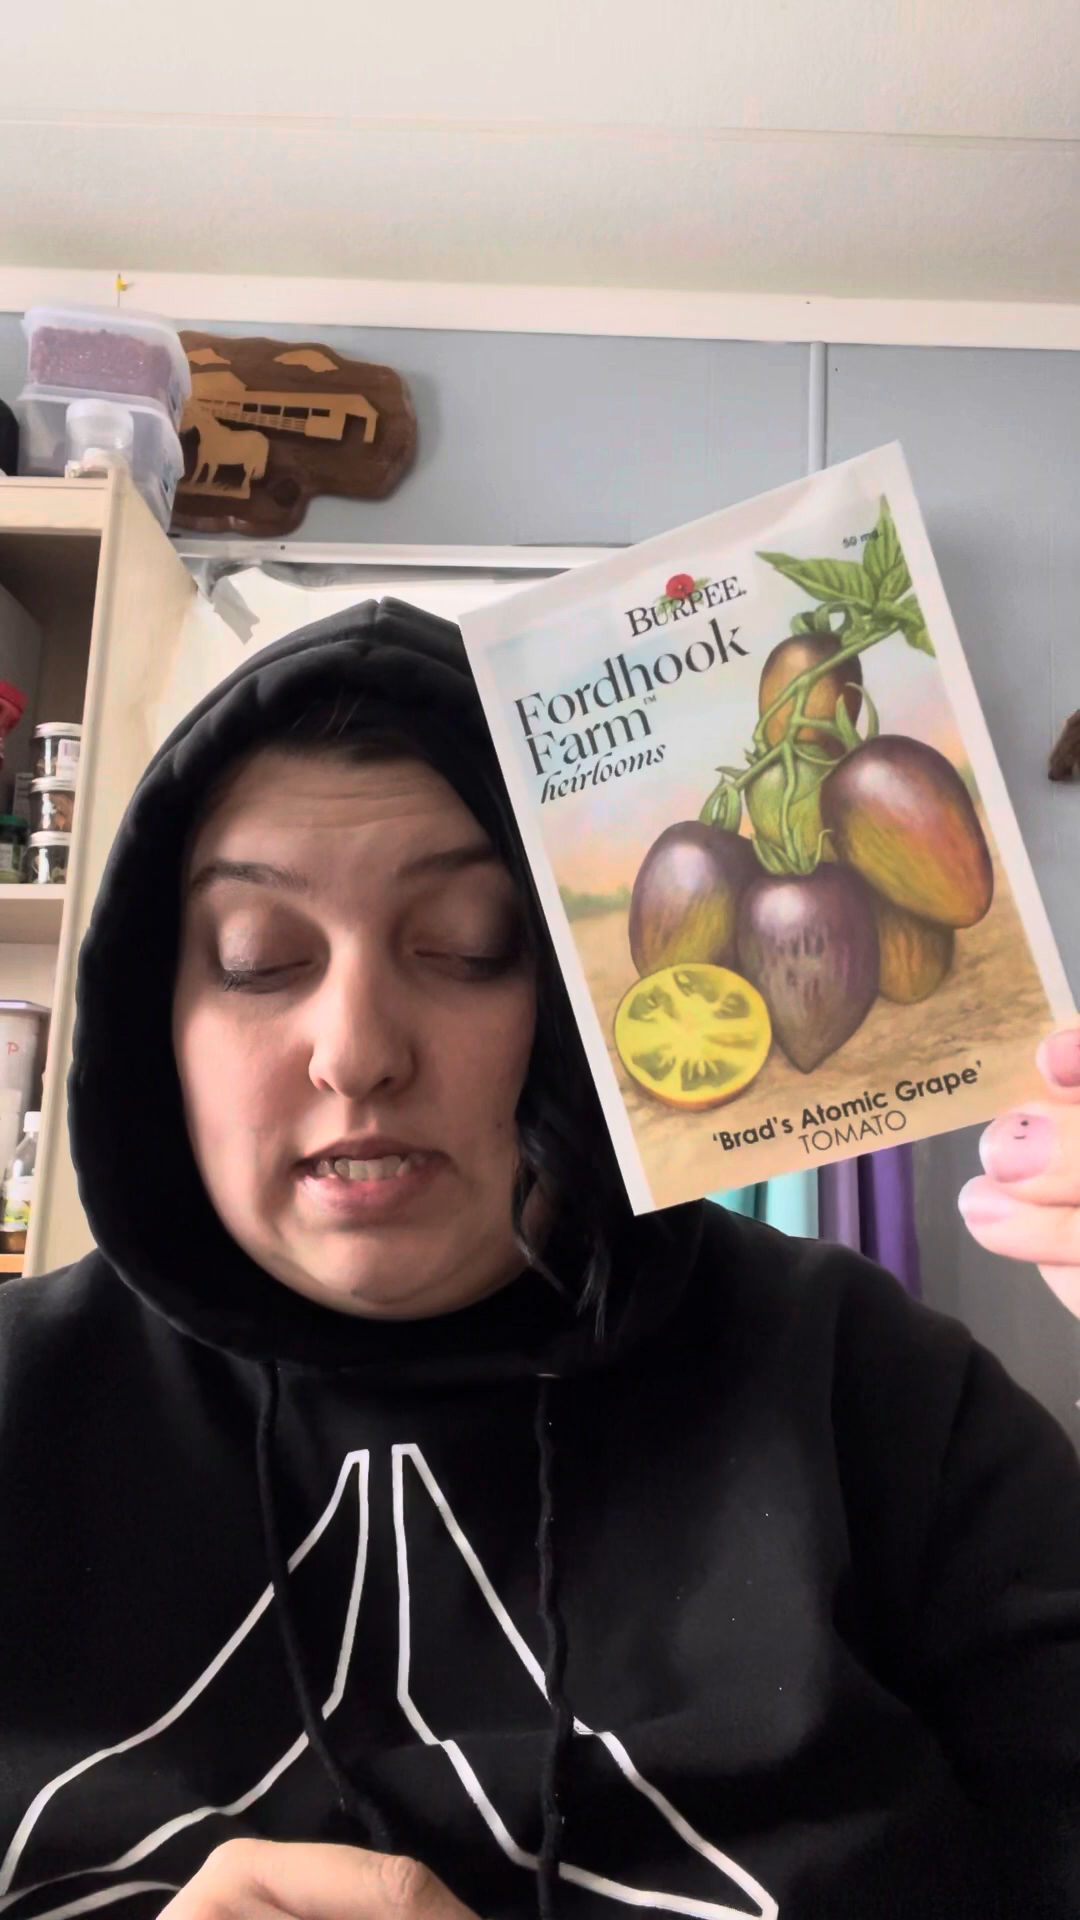 50 mg.
BURPEE.
Fordhook
Farm™
heirlooms
'Brad's Atomic Grape'
TOMATO
P